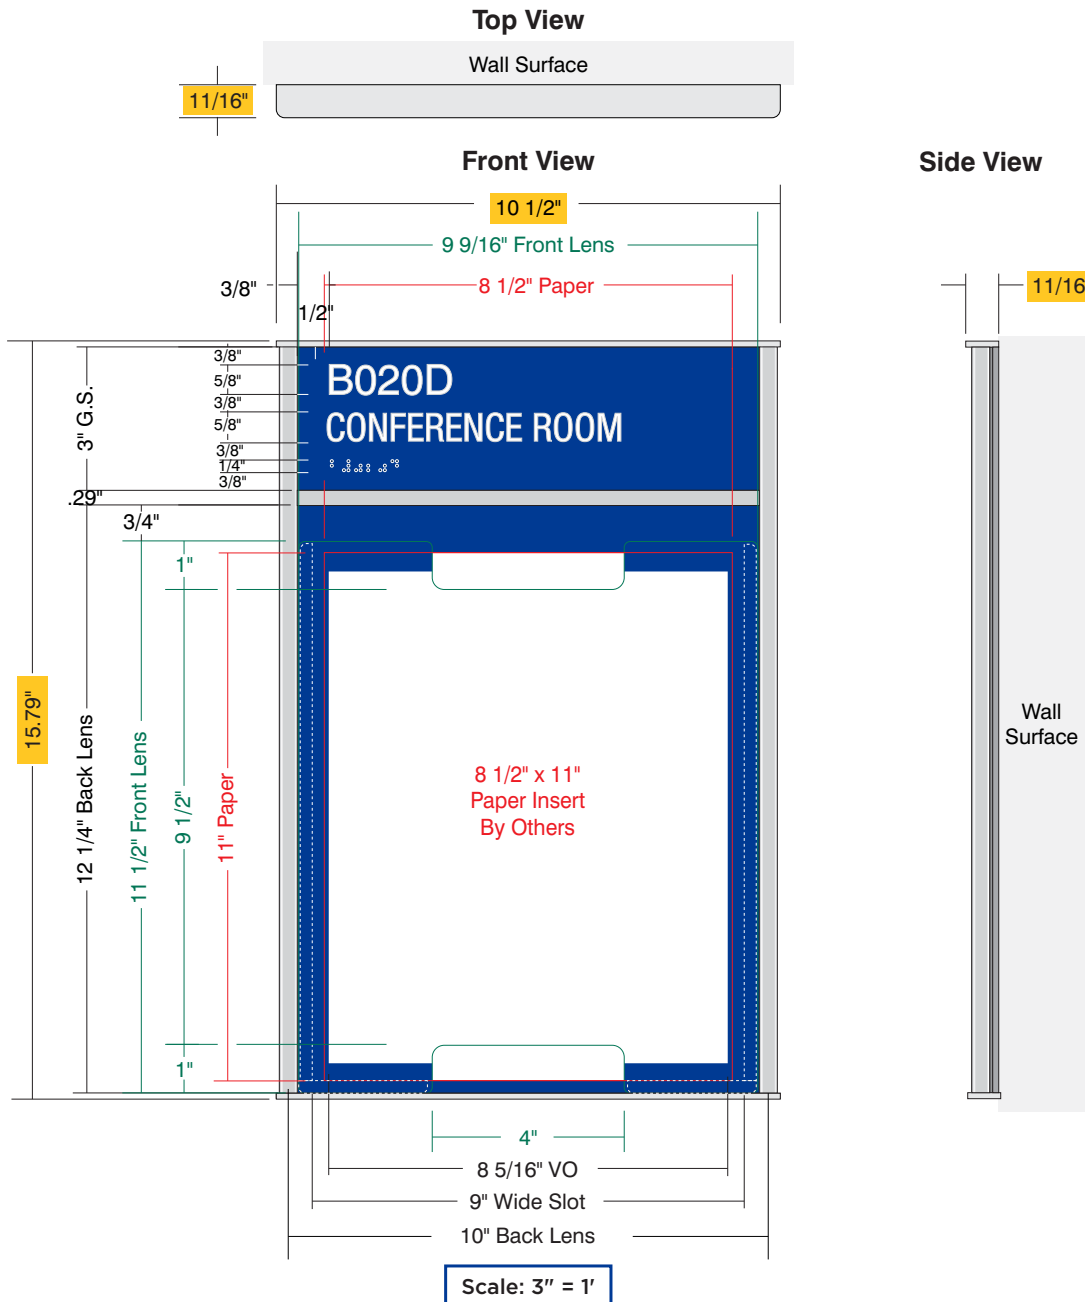 Top View
Wall Surface
11/16"
Front View
Side View
10 1/2"
9 9/16" Front Lens
3/8"
8 1/2" Paper
11/16
1/2"
3/8"
5/8"
3/8"
5/8"
3/8"
1/4"
3/8"
3" G.S.
B020D
CONFERENCE ROOM
.29"
3/4"
1"
15.79"
12 1/4" Back Lens
11 1/2" Front Lens
9 1/2"
11" Paper
8 1/2" x 11"
Paper Insert
By Others
Wall
Surface
1"
4"
8 5/16" VO
9" Wide Slot
10" Back Lens
Scale: 3" = 1'